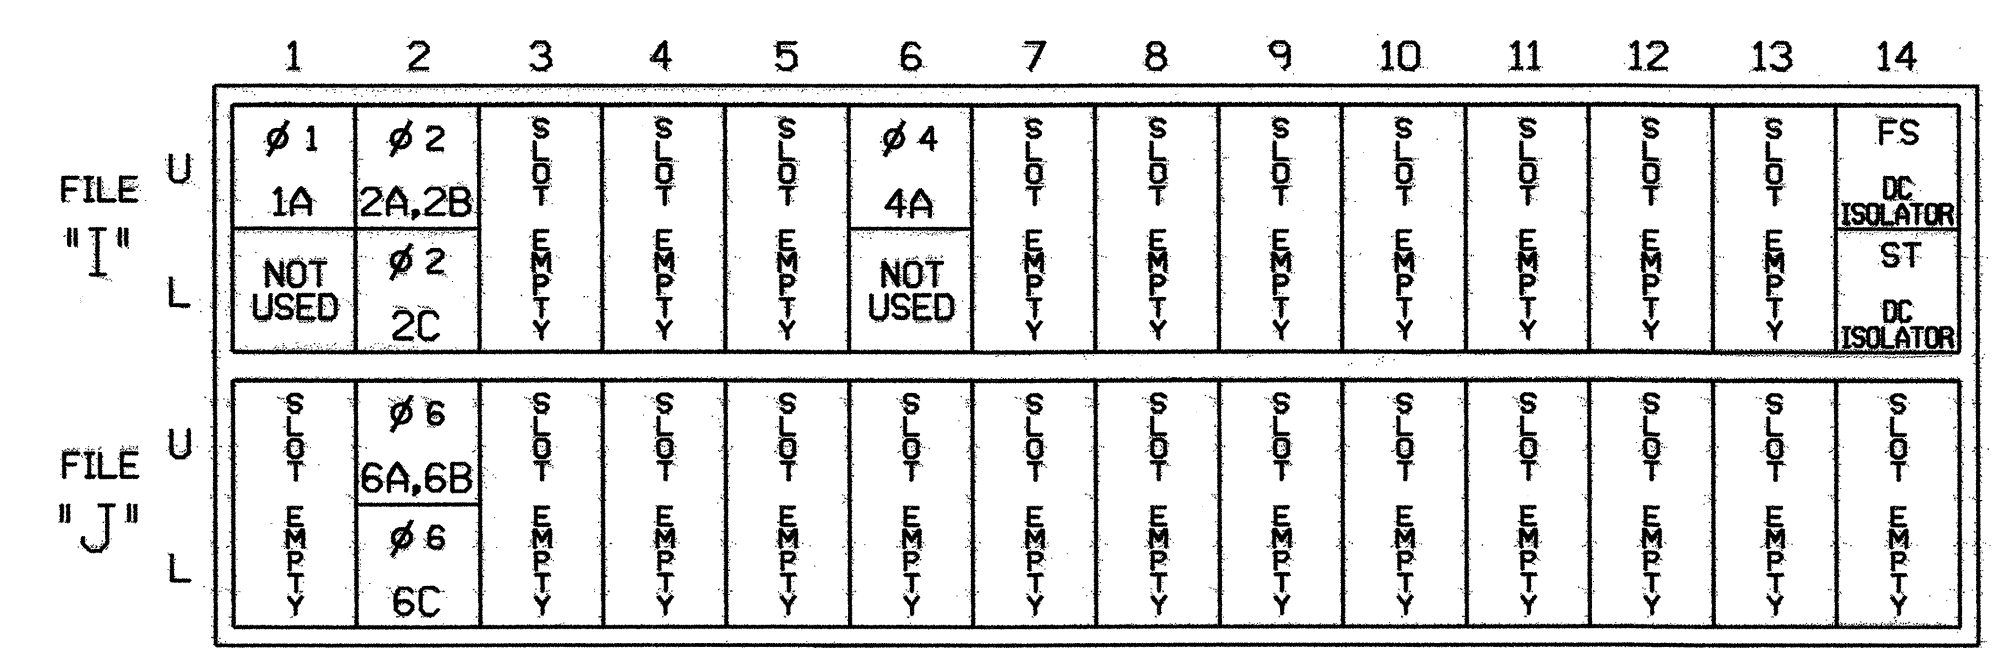 1 2 3 4 5 6 7 8 9 10 11 12 13 14
FILE "I"
U
L
Ø 1
1A
NOT
USED
Ø 2
2A,2B
Ø 2
2C
SLOT EMPTY
SLOT EMPTY
SLOT EMPTY
Ø 4
4A
NOT
USED
SLOT EMPTY
SLOT EMPTY
SLOT EMPTY
SLOT EMPTY
SLOT EMPTY
SLOT EMPTY
SLOT EMPTY
FS
DC
ISOLATOR
ST
DC
ISOLATOR
FILE "J"
U
L
SLOT EMPTY
Ø 6
6A,6B
Ø 6
6C
SLOT EMPTY
SLOT EMPTY
SLOT EMPTY
SLOT EMPTY
SLOT EMPTY
SLOT EMPTY
SLOT EMPTY
SLOT EMPTY
SLOT EMPTY
SLOT EMPTY
SLOT EMPTY
SLOT EMPTY